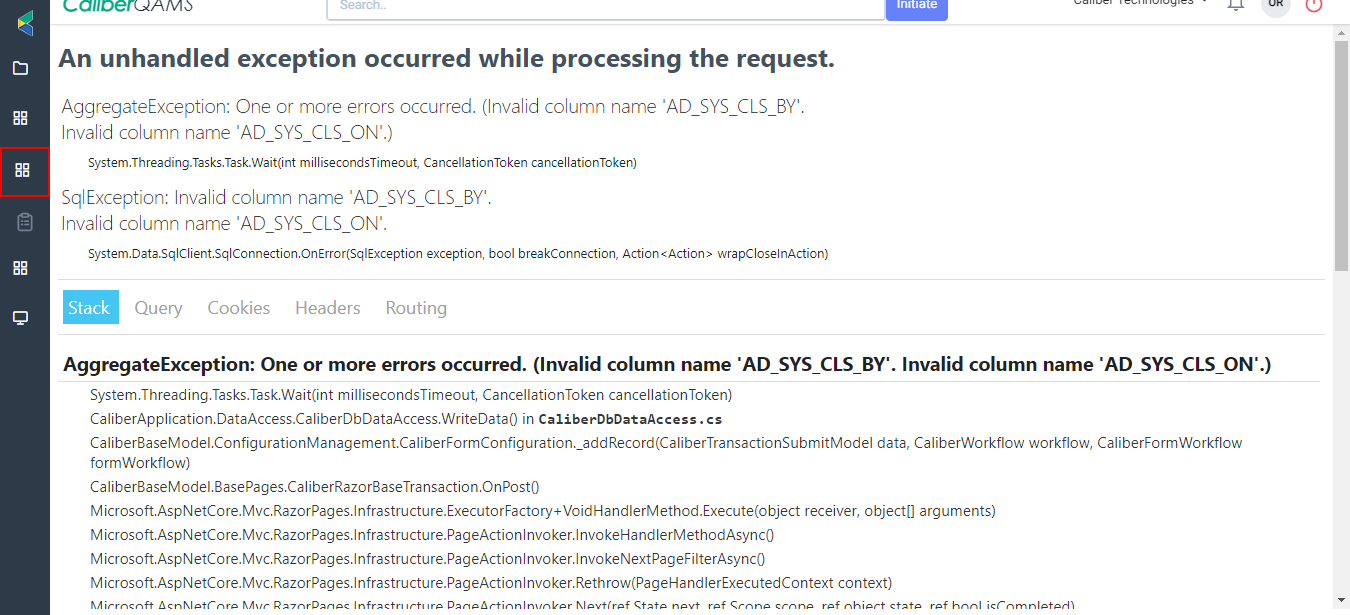 CaliberQAMS
Search..
Initiate
Caliber Technologies
UR
An unhandled exception occurred while processing the request.
AggregateException: One or more errors occurred. (Invalid column name 'AD_SYS_CLS_BY'.
Invalid column name 'AD_SYS_CLS_ON'.)
System.Threading.Tasks.Task.Wait(int millisecondsTimeout, CancellationToken cancellationToken)
SqlException: Invalid column name 'AD_SYS_CLS_BY'.
Invalid column name 'AD_SYS_CLS_ON'.
System.Data.SqlClient.SqlConnection.OnError(SqlException exception, bool breakConnection, Action<Action> wrapCloseInAction)
Stack Query Cookies Headers Routing
AggregateException: One or more errors occurred. (Invalid column name 'AD_SYS_CLS_BY'. Invalid column name 'AD_SYS_CLS_ON'.)
System.Threading.Tasks.Task.Wait(int millisecondsTimeout, CancellationToken cancellationToken)
CaliberApplication.DataAccess.CaliberDbDataAccess.WriteData() in CaliberDbDataAccess.cs
CaliberBaseModel.ConfigurationManagement.CaliberFormConfiguration._addRecord(CaliberTransactionSubmitModel data, CaliberWorkflow workflow, CaliberFormWorkflow
formWorkflow)
CaliberBaseModel.BasePages.CaliberRazorBaseTransaction.OnPost()
Microsoft.AspNetCore.Mvc.RazorPages.Infrastructure.ExecutorFactory+VoidHandlerMethod.Execute(object receiver, object[] arguments)
Microsoft.AspNetCore.Mvc.RazorPages.Infrastructure.PageActionInvoker.InvokeHandlerMethodAsync()
Microsoft.AspNetCore.Mvc.RazorPages.Infrastructure.PageActionInvoker.InvokeNextPageFilterAsync()
Microsoft.AspNetCore.Mvc.RazorPages.Infrastructure.PageActionInvoker.Rethrow(PageHandlerExecutedContext context)
Microsoft.AspNetCore.Mvc.RazorPages.Infrastructure.PageActionInvoker.Next(ref State next, ref Scope scope, ref object state, ref bool isCompleted)